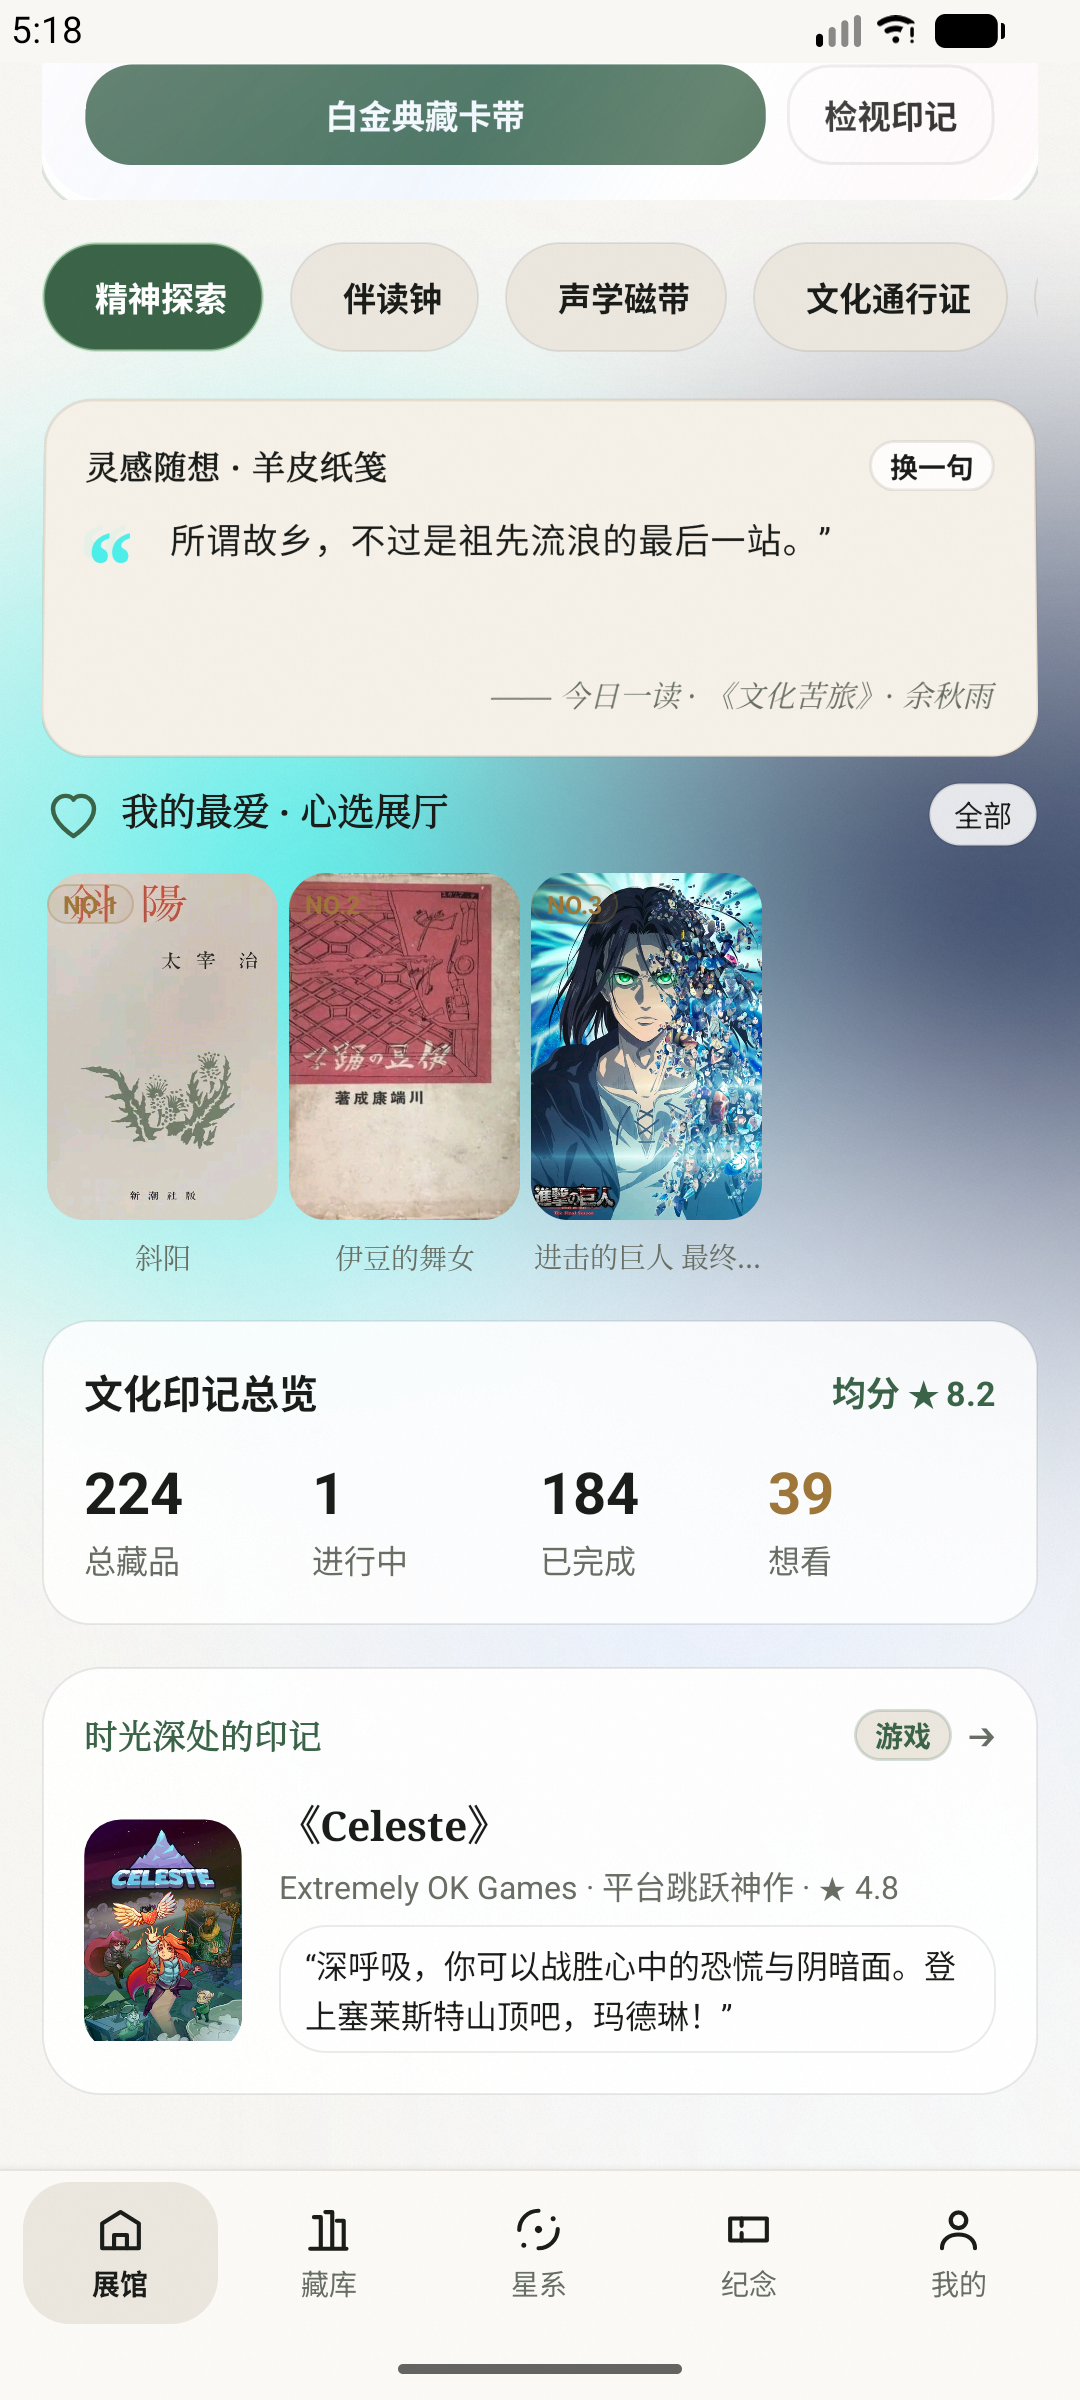 5:18
白金典藏卡带
检视印记
精神探索
伴读钟
声学磁带
文化通行证
灵感随想 · 羊皮纸笺
换一句
“ 所谓故乡，不过是祖先流浪的最后一站。”
—— 今日一读 · 《文化苦旅》· 余秋雨
我的最爱 · 心选展厅
全部
NO.1
斜陽
太宰 治
新潮社版
斜阳
NO.2
伊豆の踊子
川端康成著
伊豆的舞女
NO.3
進撃の巨人
The Final Season
进击的巨人 最终...
文化印记总览
均分 ★ 8.2
224
1
184
39
总藏品
进行中
已完成
想看
时光深处的印记
游戏
→
CELESTE
《Celeste》
Extremely OK Games · 平台跳跃神作 · ★ 4.8
“深呼吸，你可以战胜心中的恐慌与阴暗面。登
上塞莱斯特山顶吧，玛德琳！”
展馆
藏库
星系
纪念
我的